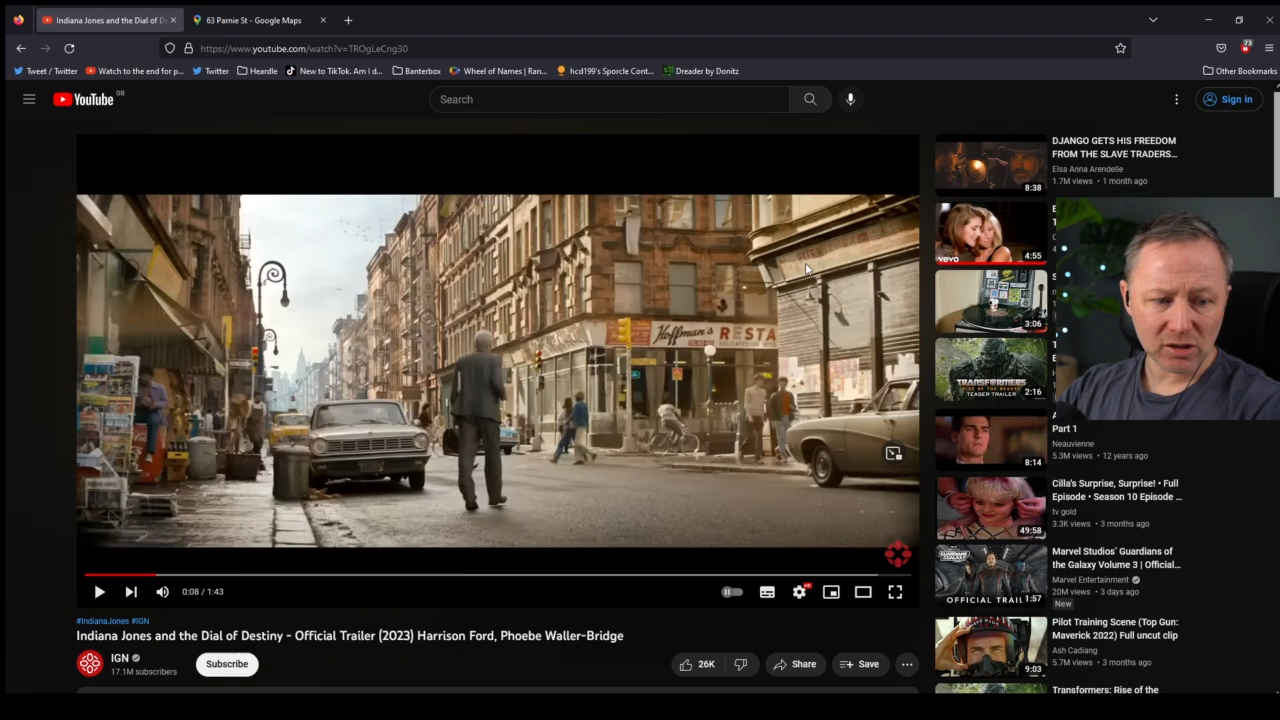 Indiana Jones and the Dial of De
63 Parnie St - Google Maps
https://www.youtube.com/watch?v=TROgLeCng30
73
Tweet / Twitter
Watch to the end for p...
Twitter
Heardle
New to TikTok. Am I d...
Banterbox
Wheel of Names | Ran...
hcd199's Sporcle Cont...
Dreader by Donitz
Other Bookmarks
YouTube GB
Search
Sign in
DJANGO GETS HIS FREEDOM
FROM THE SLAVE TRADERS...
Elsa Anna Arendelle
1.7M views • 1 month ago
8:38
vevo
4:55
3:06
TRANSFORMERS
TEASER TRAILER
2:16
Part 1
Neauvienne
5.3M views • 12 years ago
8:14
Cilla's Surprise, Surprise! • Full
Episode • Season 10 Episode ...
tv gold
3.3K views • 3 months ago
49:58
Marvel Studios' Guardians of
the Galaxy Volume 3 | Official...
Marvel Entertainment
20M views • 3 days ago
New
OFFICIAL TRAIL
1:57
Pilot Training Scene (Top Gun:
Maverick 2022) Full uncut clip
Ash Cadiang
5.7M views • 3 months ago
9:03
Transformers: Rise of the
Hoffman's RESTA
0:08 / 1:43
HD
#IndianaJones #IGN
Indiana Jones and the Dial of Destiny - Official Trailer (2023) Harrison Ford, Phoebe Waller-Bridge
IGN
17.1M subscribers
Subscribe
26K
Share
Save